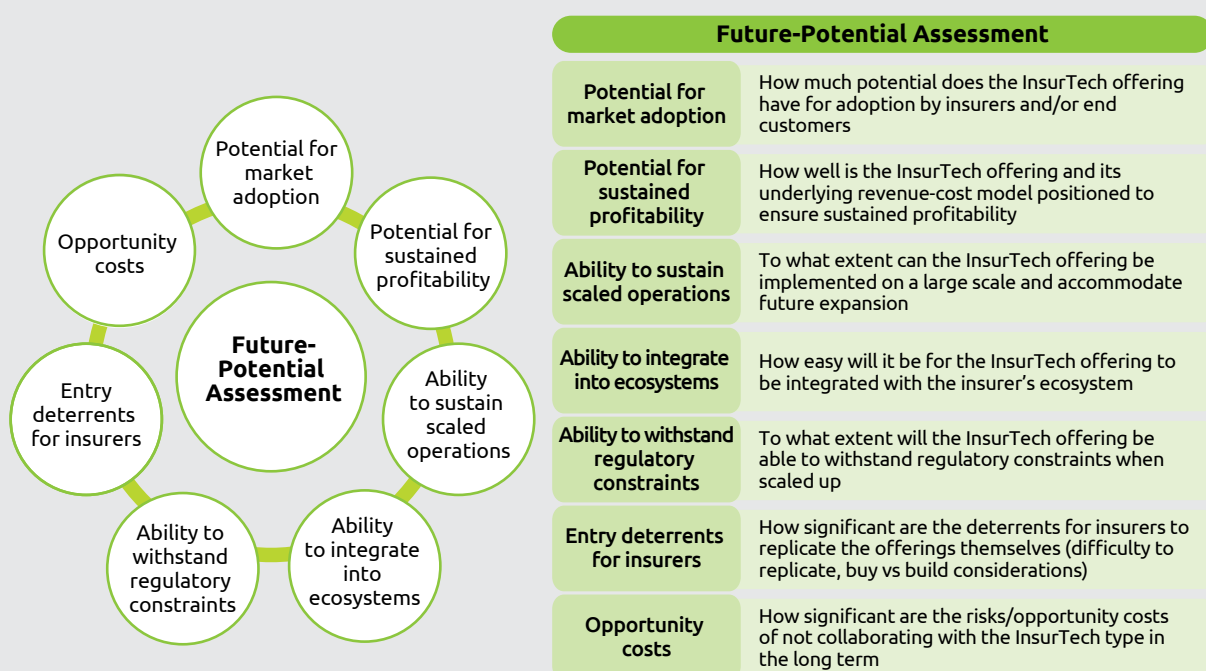 Potential for
market
adoption
Potential for
sustained
profitability
Ability
to sustain
scaled
operations
Ability
to integrate
into
ecosystems
Ability to
withstand
regulatory
constraints
Entry
deterrents
for insurers
Opportunity
costs
Future-
Potential
Assessment
Future-Potential Assessment
Potential for
market adoption
How much potential does the InsurTech offering
have for adoption by insurers and/or end
customers
Potential for
sustained
profitability
How well is the InsurTech offering and its
underlying revenue-cost model positioned to
ensure sustained profitability
Ability to sustain
scaled operations
To what extent can the InsurTech offering be
implemented on a large scale and accommodate
future expansion
Ability to integrate
into ecosystems
How easy will it be for the InsurTech offering to
be integrated with the insurer’s ecosystem
Ability to withstand
regulatory
constraints
To what extent will the InsurTech offering be
able to withstand regulatory constraints when
scaled up
Entry deterrents
for insurers
How significant are the deterrents for insurers to
replicate the offerings themselves (difficulty to
replicate, buy vs build considerations)
Opportunity
costs
How significant are the risks/opportunity costs
of not collaborating with the InsurTech type in
the long term